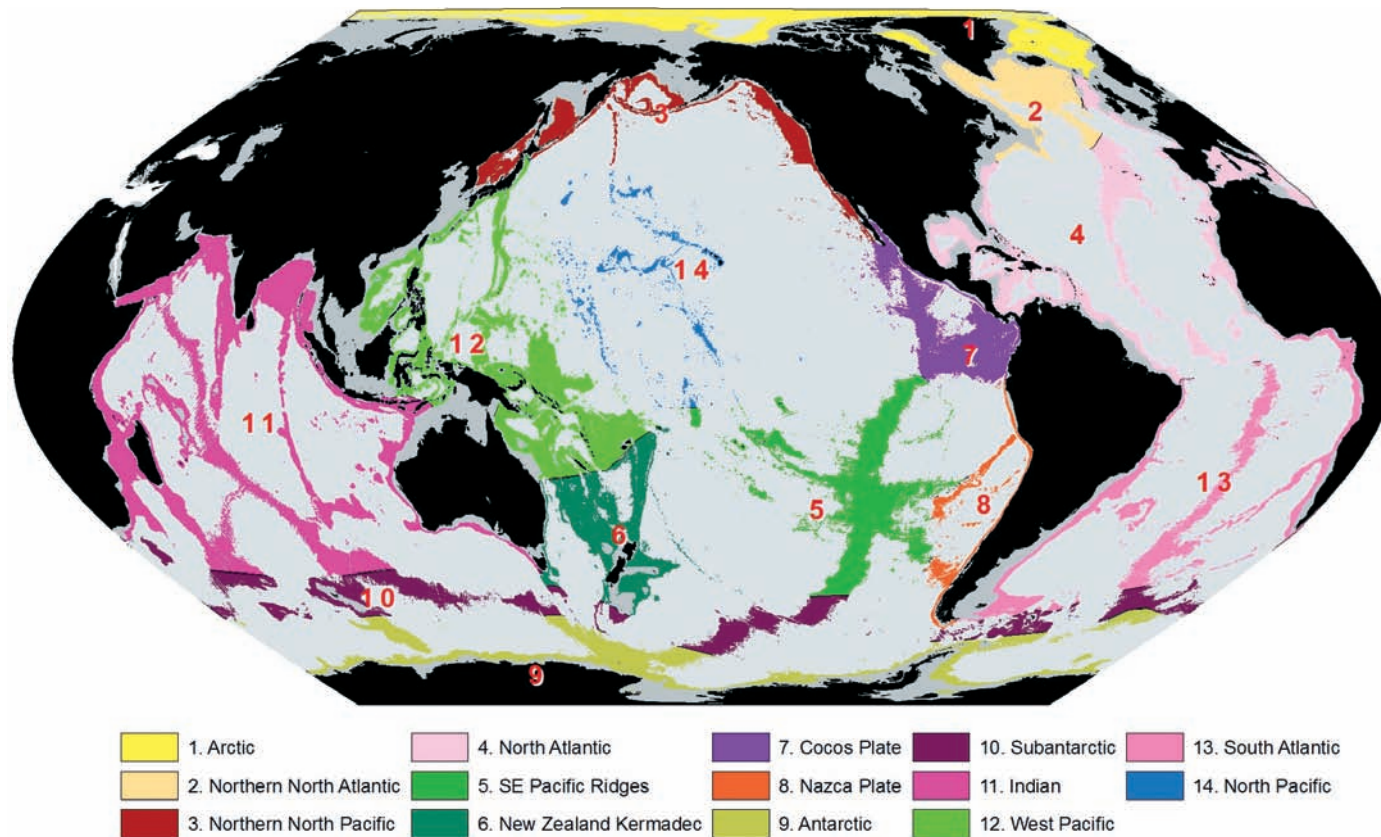 1
2
3
4
14
12
7
11
5
8
13
6
10
9
1. Arctic
4. North Atlantic
7. Cocos Plate
10. Subantarctic
13. South Atlantic
2. Northern North Atlantic
5. SE Pacific Ridges
8. Nazca Plate
11. Indian
14. North Pacific
3. Northern North Pacific
6. New Zealand Kermadec
9. Antarctic
12. West Pacific